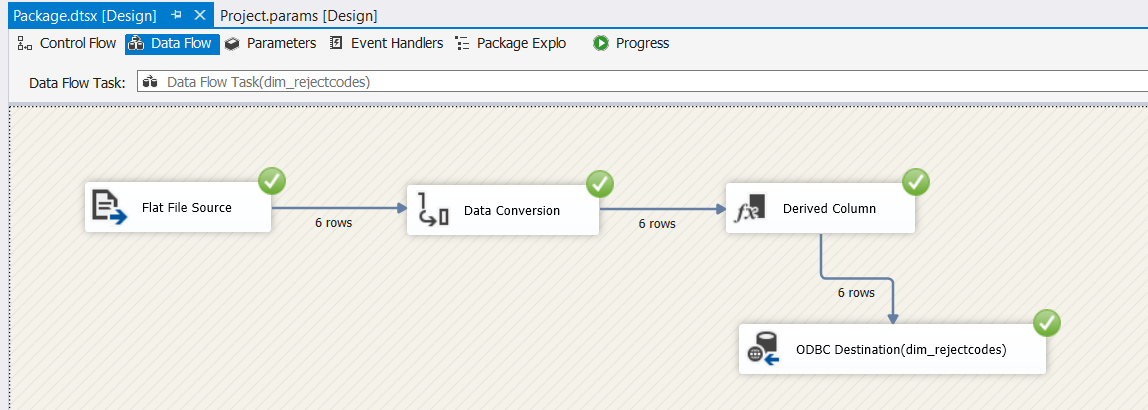 Package.dtsx [Design] Project.params [Design]
Control Flow Data Flow Parameters Event Handlers Package Explo Progress
Data Flow Task: Data Flow Task(dim_rejectcodes)
Flat File Source
6 rows
Data Conversion
6 rows
fx Derived Column
6 rows
ODBC Destination(dim_rejectcodes)